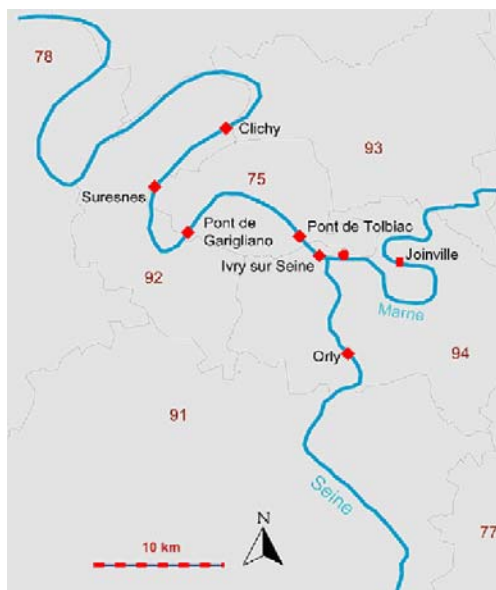 78
Clichy
93
75
Suresnes
Pont de
Garigliano
Pont de Tolbiac
Ivry sur Seine
Joinville
92
Marne
Orly
94
91
Seine
77
N
10 km